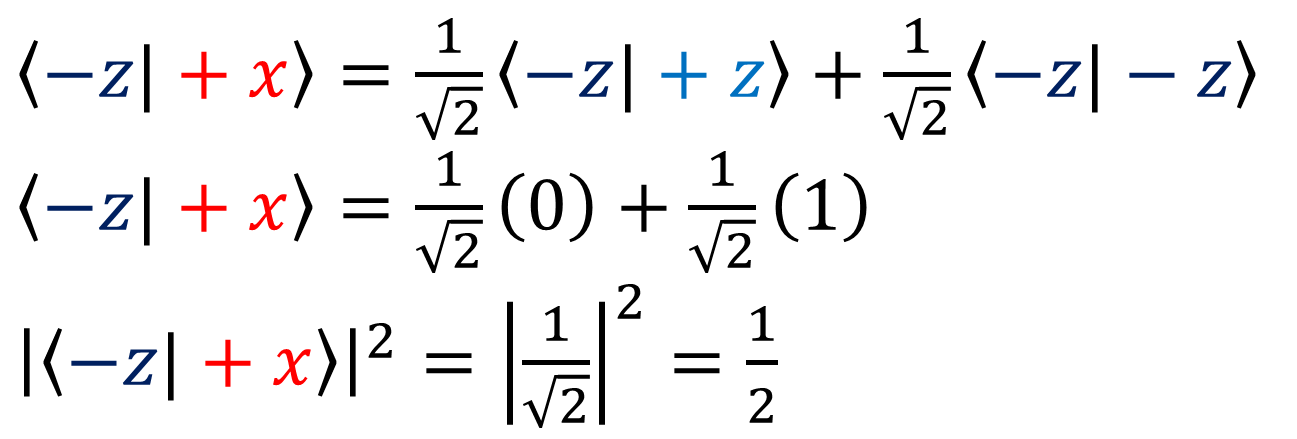 ⟨−z| + x⟩ = 1/√2 ⟨−z| + z⟩ + 1/√2 ⟨−z| − z⟩
⟨−z| + x⟩ = 1/√2 (0) + 1/√2 (1)
|⟨−z| + x⟩|² = |1/√2|² = 1/2